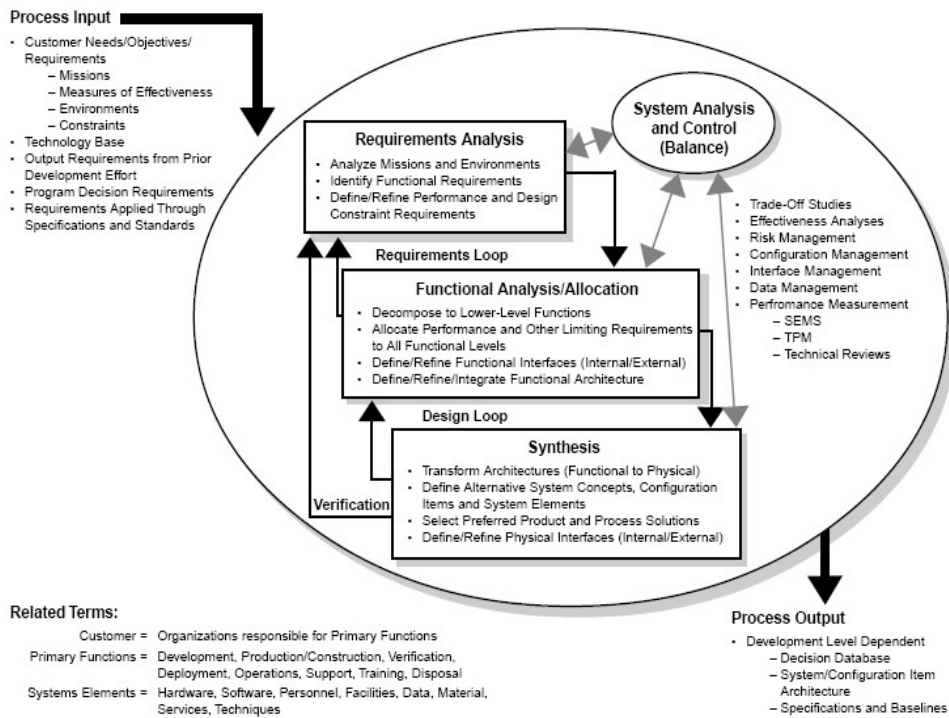 Process Input
• Customer Needs/Objectives/
Requirements
– Missions
– Measures of Effectiveness
– Environments
– Constraints
• Technology Base
• Output Requirements from Prior
Development Effort
• Program Decision Requirements
• Requirements Applied Through
Specifications and Standards
System Analysis
and Control
(Balance)
Requirements Analysis
• Analyze Missions and Environments
• Identify Functional Requirements
• Define/Refine Performance and Design
Constraint Requirements
• Trade-Off Studies
• Effectiveness Analyses
• Risk Management
• Configuration Management
• Interface Management
• Data Management
• Perfromance Measurement
– SEMS
– TPM
– Technical Reviews
Requirements Loop
Functional Analysis/Allocation
• Decompose to Lower-Level Functions
• Allocate Performance and Other Limiting Requirements
to All Functional Levels
• Define/Refine Functional Interfaces (Internal/External)
• Define/Refine/Integrate Functional Architecture
Design Loop
Synthesis
• Transform Architectures (Functional to Physical)
• Define Alternative System Concepts, Configuration
Items and System Elements
• Select Preferred Product and Process Solutions
• Define/Refine Physical Interfaces (Internal/External)
Verification
Related Terms:
Customer = Organizations responsible for Primary Functions
Primary Functions = Development, Production/Construction, Verification,
Deployment, Operations, Support, Training, Disposal
Systems Elements = Hardware, Software, Personnel, Facilities, Data, Material,
Services, Techniques
Process Output
• Development Level Dependent
– Decision Database
– System/Configuration Item
Architecture
– Specifications and Baselines